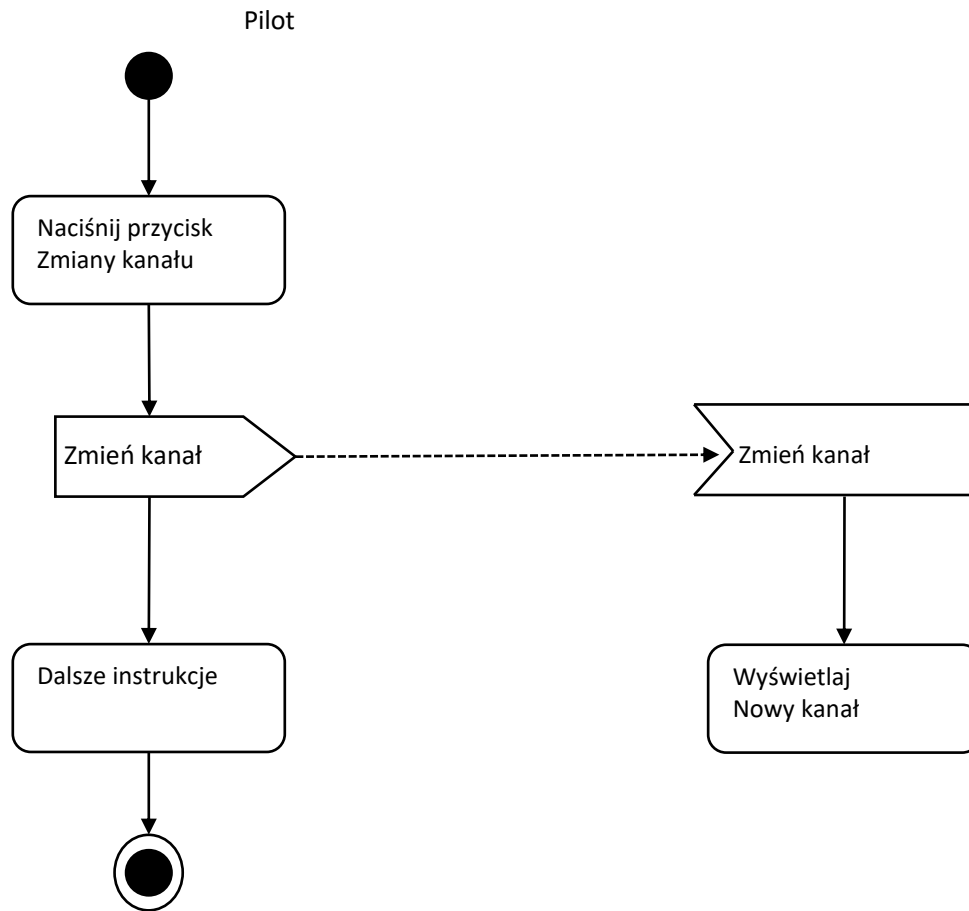 Pilot
Naciśnij przycisk
Zmiany kanału
Zmień kanał
Zmień kanał
Dalsze instrukcje
Wyświetlaj
Nowy kanał